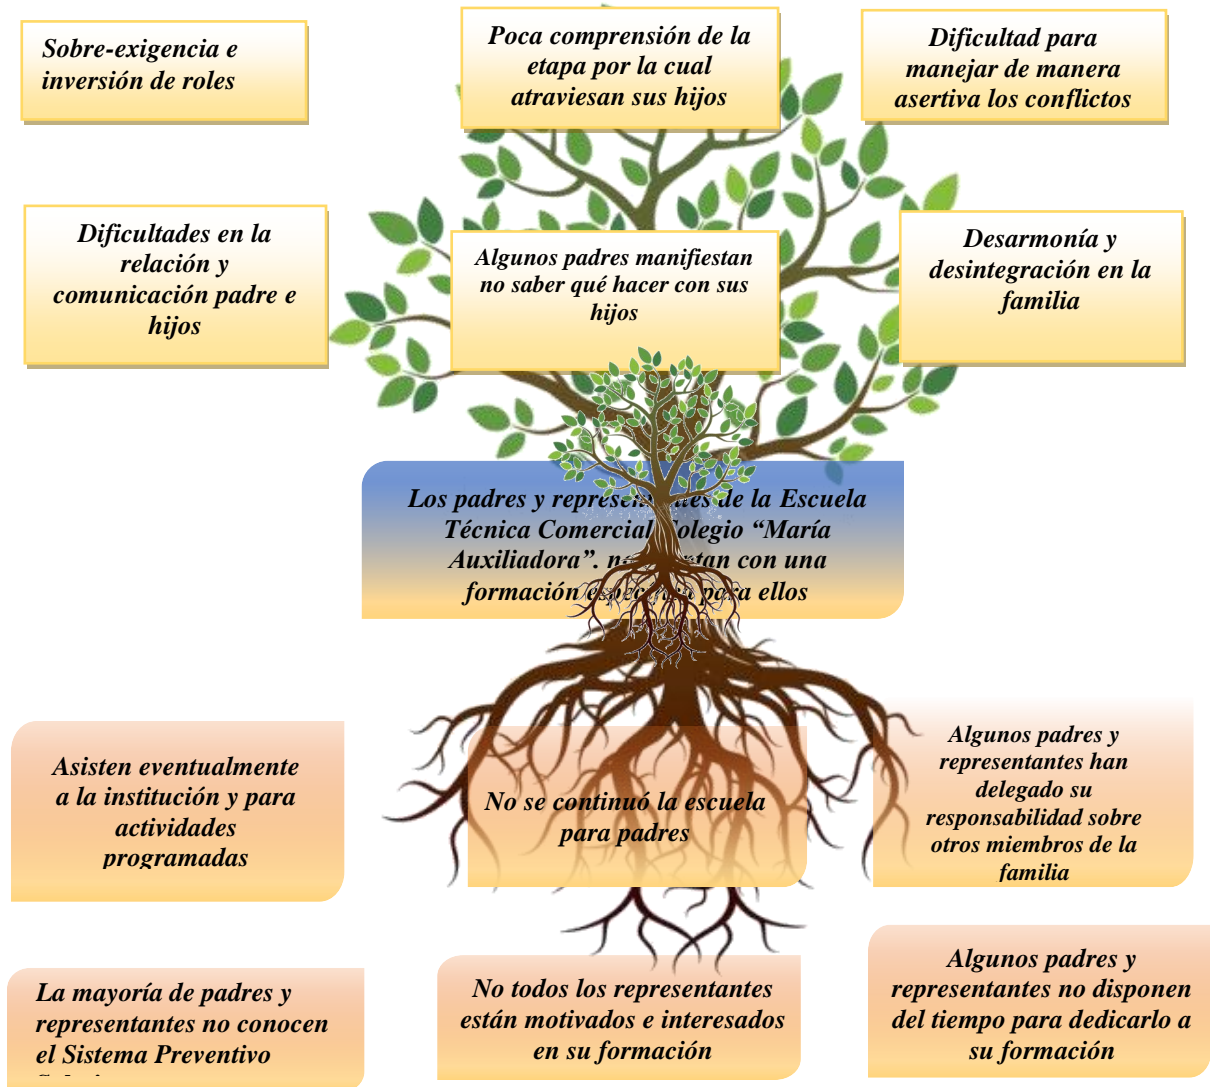 Sobre-exigencia e
inversión de roles
Poca comprensión de la
etapa por la cual
atraviesan sus hijos
Dificultad para
manejar de manera
asertiva los conflictos
Dificultades en la
relación y
comunicación padre e
hijos
Algunos padres manifiestan
no saber qué hacer con sus
hijos
Desarmonía y
desintegración en la
familia
Los padres y representantes de la Escuela
Técnica Comercial Colegio “María
Auxiliadora”. con una
formación para ellos
Asisten eventualmente
a la institución y para
actividades
programadas
No se continuó la escuela
para padres
Algunos padres y
representantes han
delegado su
responsabilidad sobre
otros miembros de la
familia
La mayoría de padres y
representantes no conocen
el Sistema Preventivo
No todos los representantes
están motivados e interesados
en su formación
Algunos padres y
representantes no disponen
del tiempo para dedicarlo a
su formación